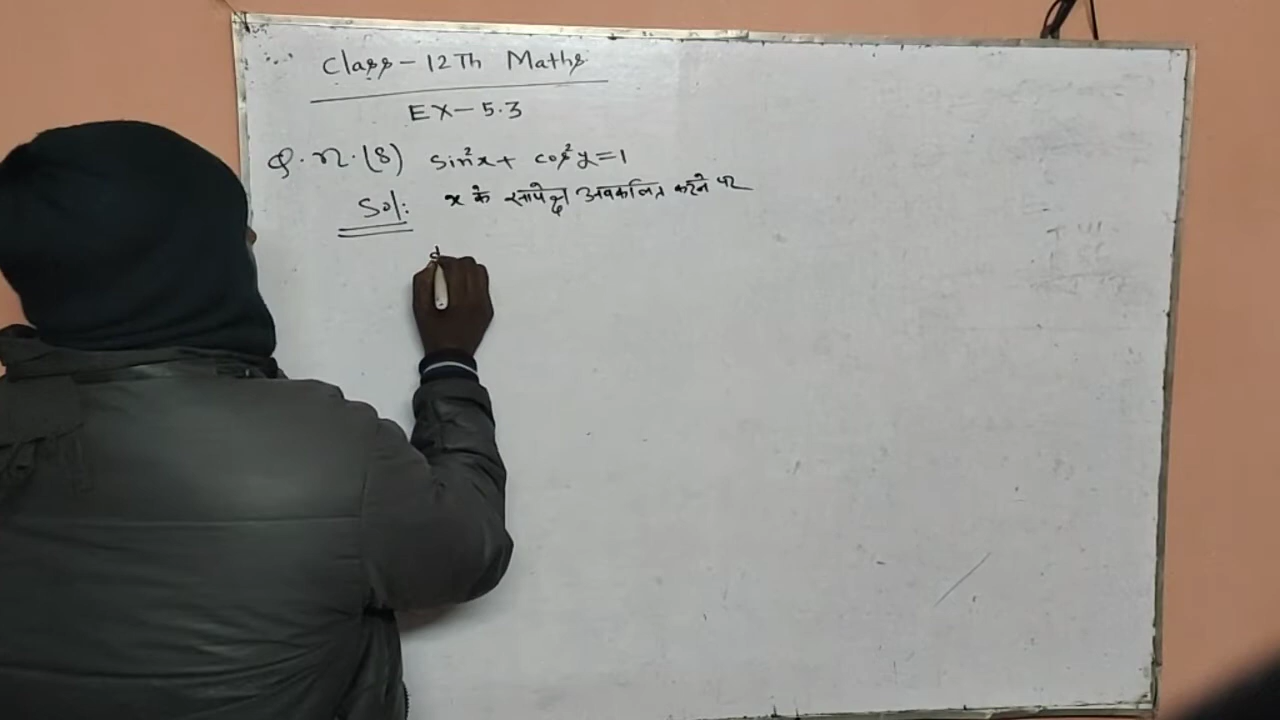 Class - 12Th Maths
EX - 5.3
Q. n. (8) sin²x + cos²y = 1
Sol: x के सापेक्ष अवकलित करने पर
d